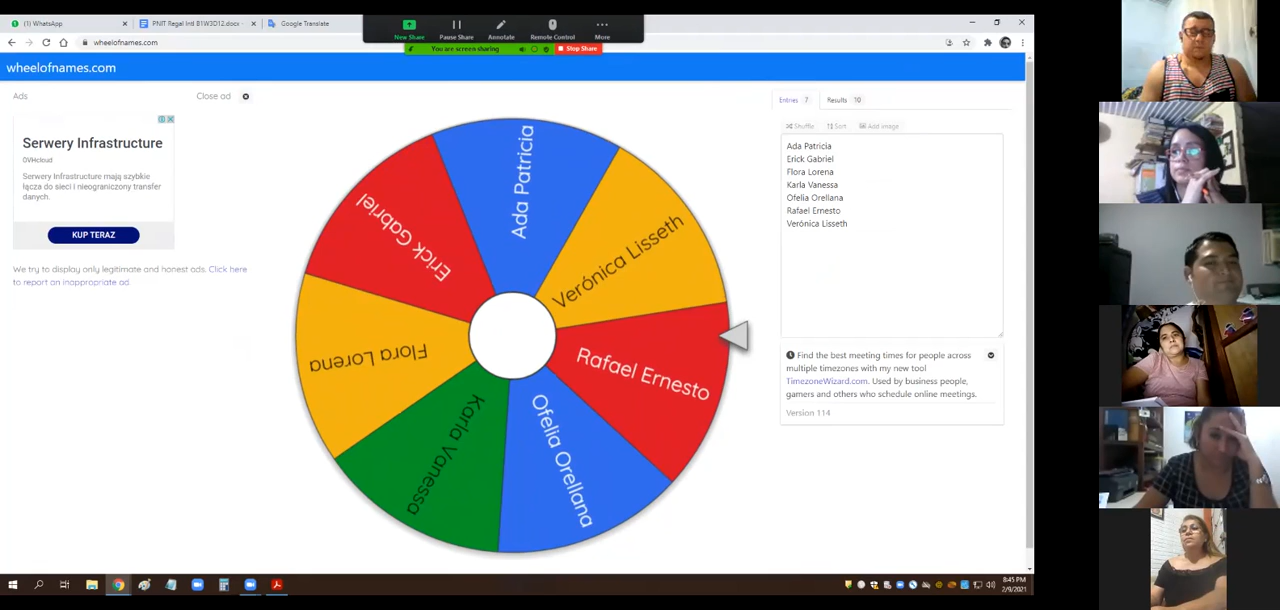 WhatsApp
PNIT Regal Intl B1W3D12.docx
Google Translate
New Share
Pause Share
Annotate
Remote Control
More
You are screen sharing
Stop Share
wheelofnames.com
wheelofnames.com
Ads
Close ad
Serwery Infrastructure
OVHcloud
Serwery Infrastructure mają szybkie
łącza do sieci i nieograniczony transfer
danych.
KUP TERAZ
We try to display only legitimate and honest ads. Click here
to report an inappropriate ad.
Ada Patricia
Verónica Lisseth
Rafael Ernesto
Ofelia Orellana
Karla Vanessa
Flora Lorena
Erick Gabriel
Entries 7
Results 10
Shuffle
Sort
Add image
Ada Patricia
Erick Gabriel
Flora Lorena
Karla Vanessa
Ofelia Orellana
Rafael Ernesto
Verónica Lisseth
Find the best meeting times for people across
multiple timezones with my new tool
TimezoneWizard.com. Used by business people,
gamers and others who schedule online meetings.
Version 114
8:45 PM
2/9/2021